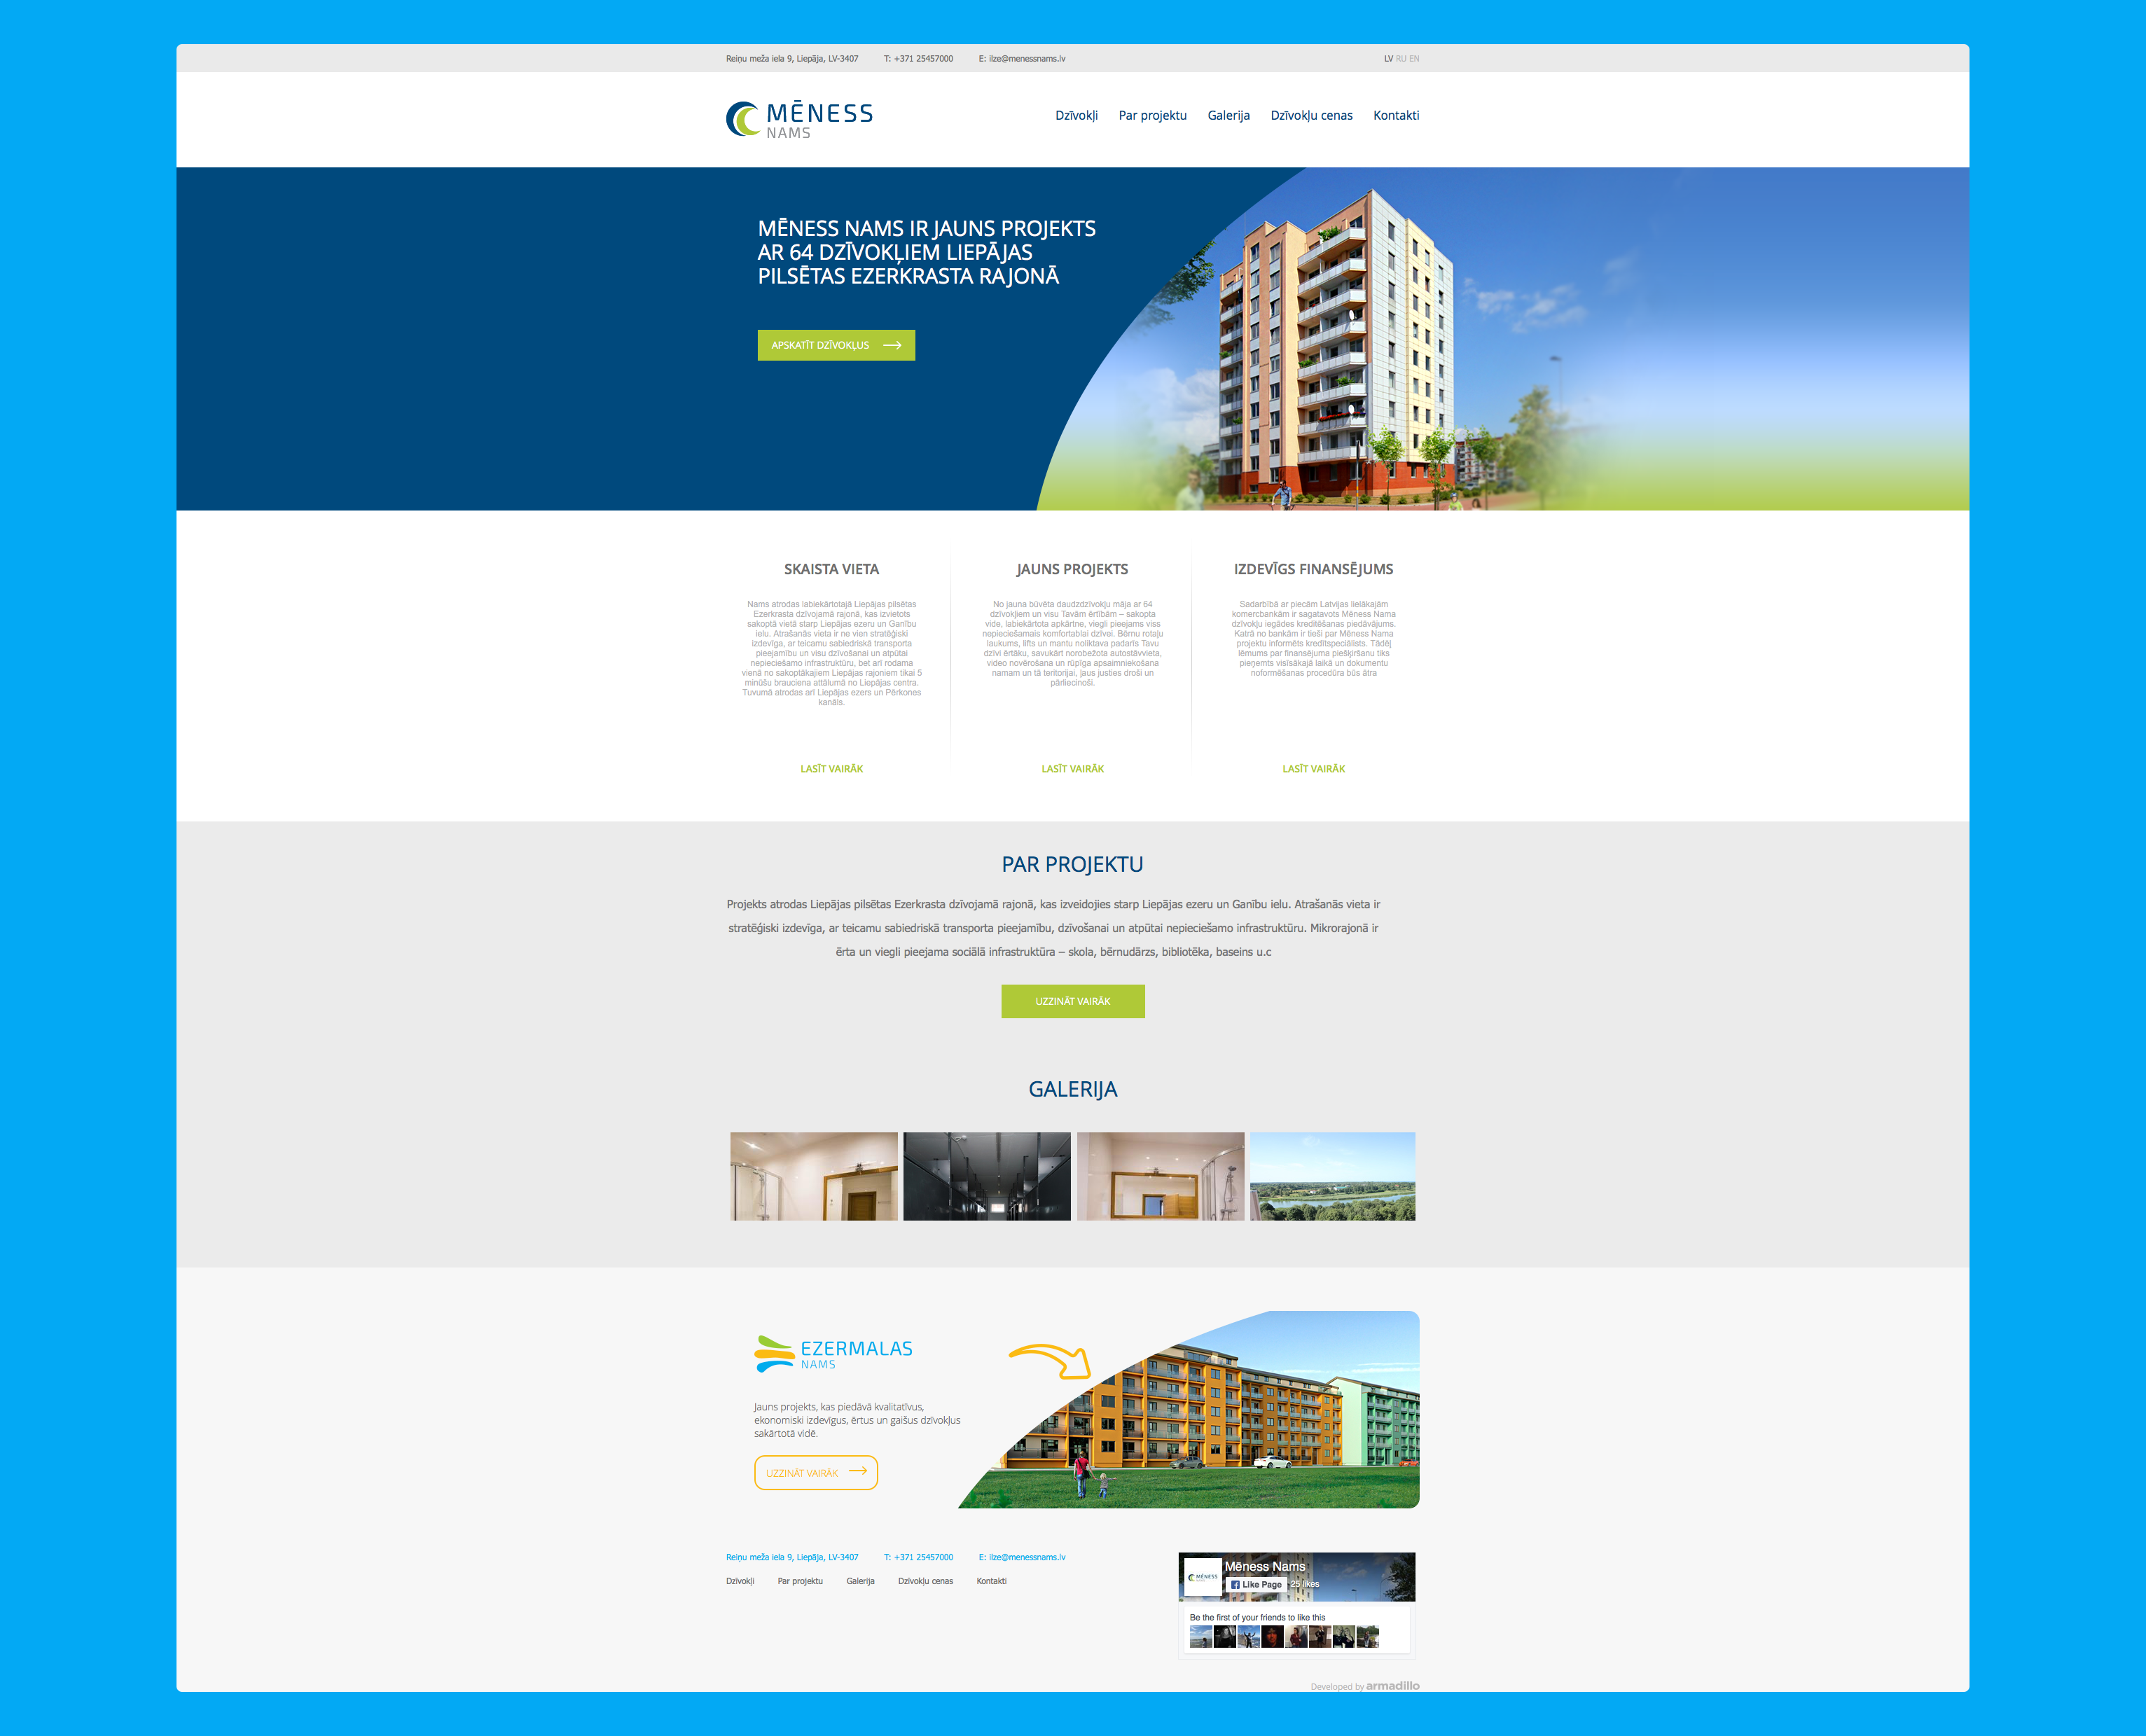 Reiņu meža iela 9, Liepāja, LV-3407 T: +371 25457000 E: ilze@menessnams.lv LV RU EN
MĒNESS
NAMS
Dzīvokļi Par projektu Galerija Dzīvokļu cenas Kontakti
MĒNESS NAMS IR JAUNS PROJEKTS
AR 64 DZĪVOKĻIEM LIEPĀJAS
PILSĒTAS EZERKRASTA RAJONĀ
APSKATĪT DZĪVOKĻUS
SKAISTA VIETA
Nams atrodas labiekārtotajā Liepājas pilsētas
Ezerkrasta dzīvojamā rajonā, kas izvietots
sakoptā vietā starp Liepājas ezeru un Ganību
ielu. Atrašanās vieta ir ne vien stratēģiski
izdevīga, ar teicamu sabiedriskā transporta
pieejamību un visu dzīvošanai un atpūtai
nepieciešamo infrastruktūru, bet arī rodama
vienā no sakoptākajiem Liepājas rajoniem tikai 5
minūšu brauciena attālumā no Liepājas centra.
Tuvumā atrodas arī Liepājas ezers un Pērkones
kanāls.
LASĪT VAIRĀK
JAUNS PROJEKTS
No jauna būvēta daudzdzīvokļu māja ar 64
dzīvokļiem un visu Tavām ērtībām – sakopta
vide, labiekārtota apkārtne, viegli pieejams viss
nepieciešamais komfortablai dzīvei. Bērnu rotaļu
laukums, lifts un mantu noliktava padarīs Tavu
dzīvi ērtāku, savukārt norobežota autostāvvieta,
video novērošana un rūpīga apsaimniekošana
namam un tā teritorijai, ļaus justies droši un
pārliecinoši.
LASĪT VAIRĀK
IZDEVĪGS FINANSĒJUMS
Sadarbībā ar piecām Latvijas lielākajām
komercbankām ir sagatavots Mēness Nama
dzīvokļu iegādes kreditēšanas piedāvājums.
Katrā no bankām ir tieši par Mēness Nama
projektu informēts kredītspeciālists. Tādēļ
lēmums par finansējuma piešķiršanu tiks
pieņemts visīsākajā laikā un dokumentu
noformēšanas procedūra būs ātra
LASĪT VAIRĀK
PAR PROJEKTU
Projekts atrodas Liepājas pilsētas Ezerkrasta dzīvojamā rajonā, kas izveidojies starp Liepājas ezeru un Ganību ielu. Atrašanās vieta ir
stratēģiski izdevīga, ar teicamu sabiedriskā transporta pieejamību, dzīvošanai un atpūtai nepieciešamo infrastruktūru. Mikrorajonā ir
ērta un viegli pieejama sociālā infrastruktūra – skola, bērnudārzs, bibliotēka, baseins u.c
UZZINĀT VAIRĀK
GALERIJA
EZERMALAS
NAMS
Jauns projekts, kas piedāvā kvalitatīvus,
ekonomiski izdevīgus, ērtus un gaišus dzīvokļus
sakārtotā vidē.
UZZINĀT VAIRĀK
Reiņu meža iela 9, Liepāja, LV-3407 T: +371 25457000 E: ilze@menessnams.lv
Dzīvokļi Par projektu Galerija Dzīvokļu cenas Kontakti
MĒNESS
NAMS
Mēness Nams
Like Page 25 likes
Be the first of your friends to like this
Developed by armadillo